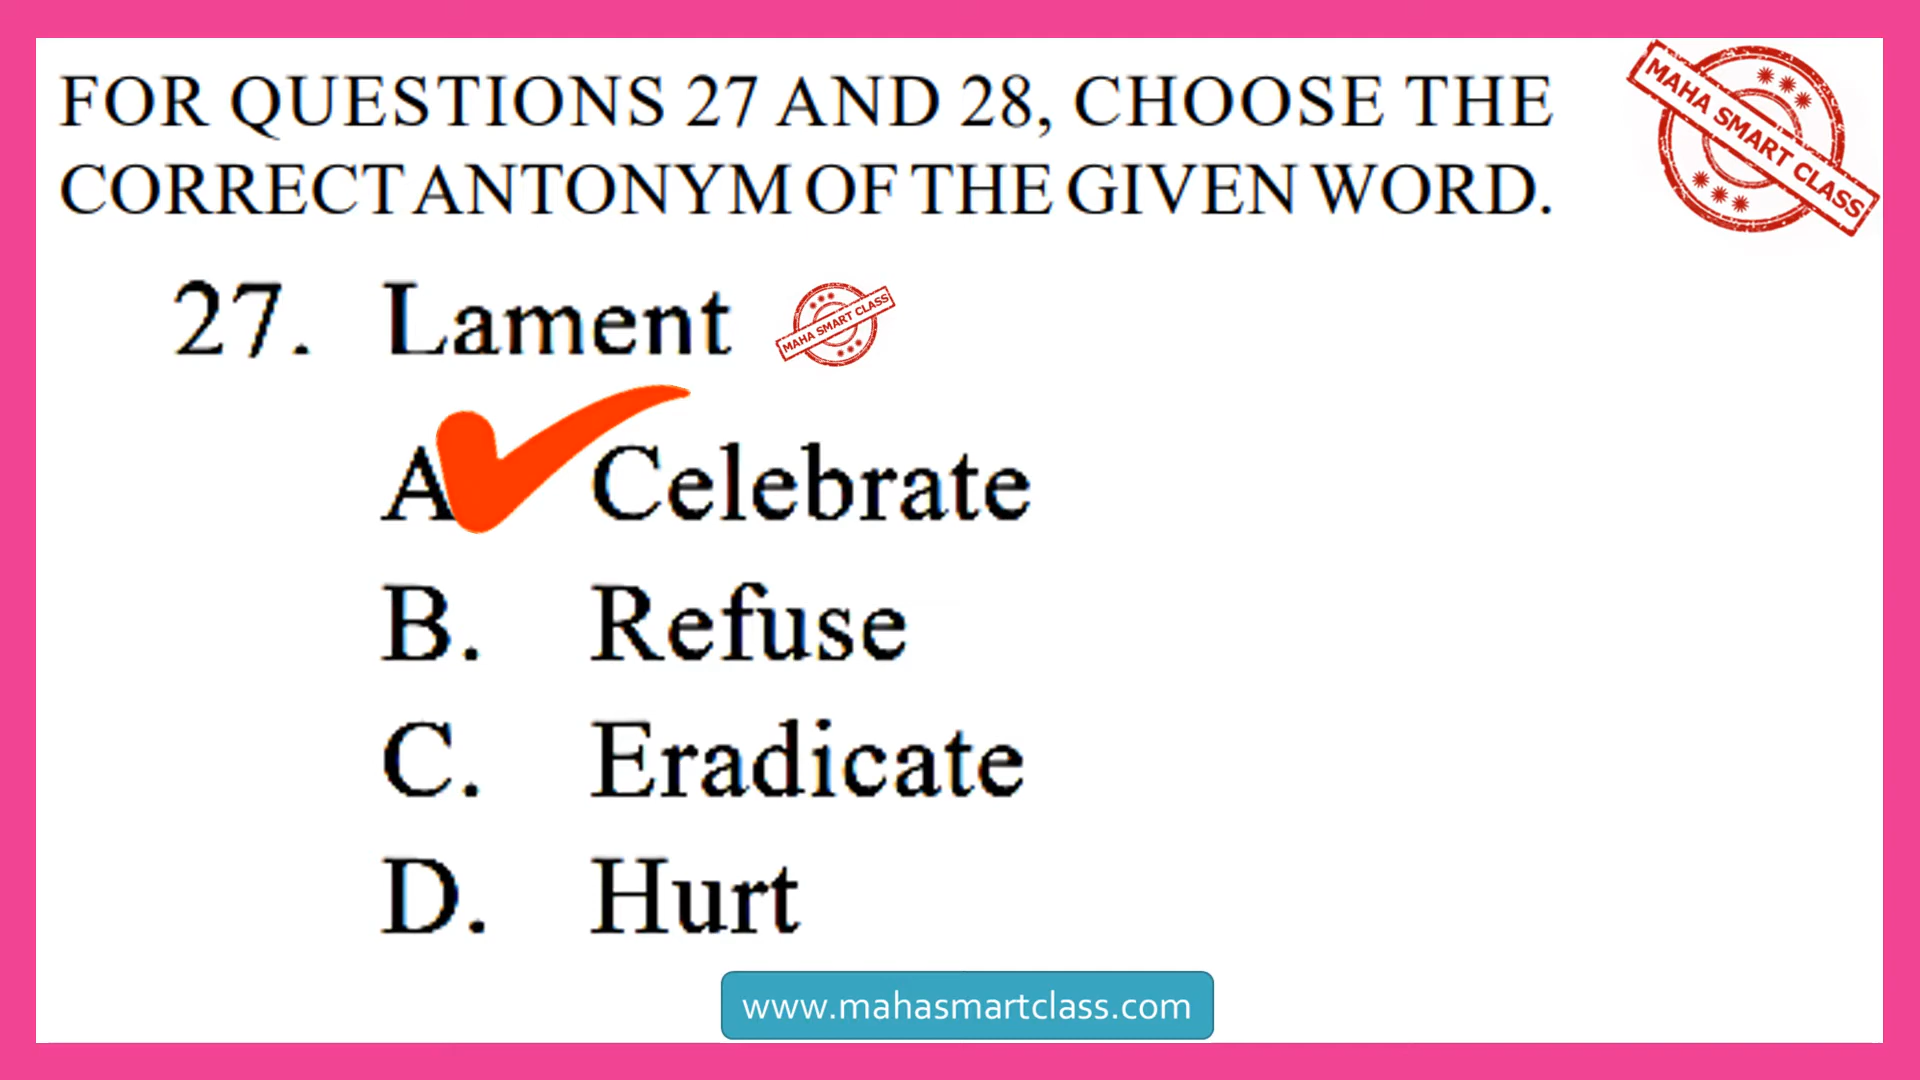 FOR QUESTIONS 27 AND 28, CHOOSE THE
CORRECT ANTONYM OF THE GIVEN WORD.
MAHA SMART CLASS
27. Lament
MAHA SMART CLASS
A Celebrate
B. Refuse
C. Eradicate
D. Hurt
www.mahasmartclass.com